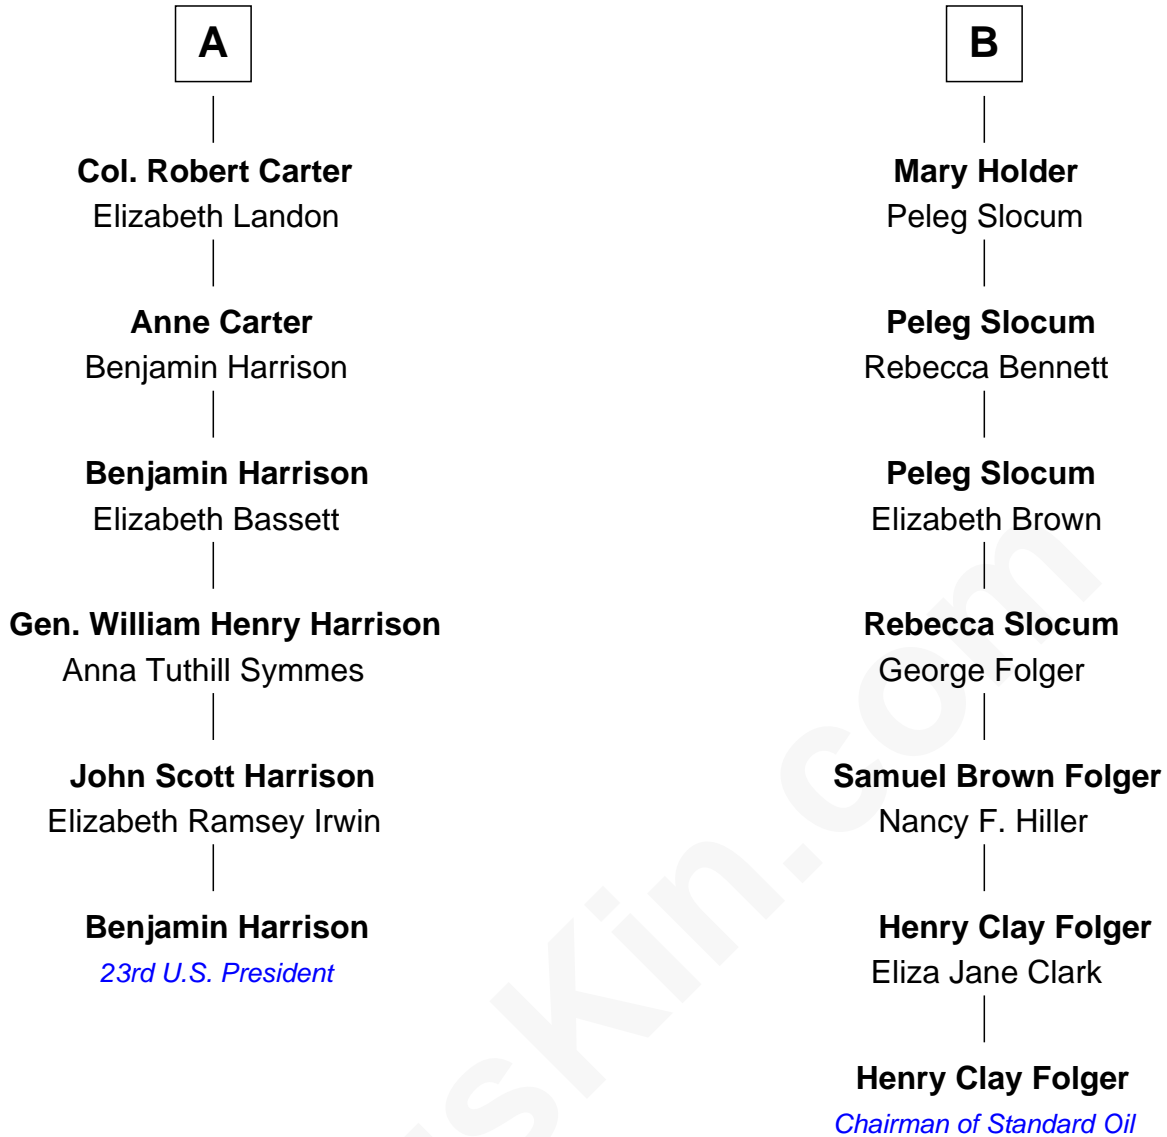 A
Col. Robert Carter
Elizabeth Landon
Anne Carter
Benjamin Harrison
Benjamin Harrison
Elizabeth Bassett
Gen. William Henry Harrison
Anna Tuthill Symmes
John Scott Harrison
Elizabeth Ramsey Irwin
Benjamin Harrison
23rd U.S. President
B
Mary Holder
Peleg Slocum
Peleg Slocum
Rebecca Bennett
Peleg Slocum
Elizabeth Brown
Rebecca Slocum
George Folger
Samuel Brown Folger
Nancy F. Hiller
Henry Clay Folger
Eliza Jane Clark
Henry Clay Folger
Chairman of Standard Oil